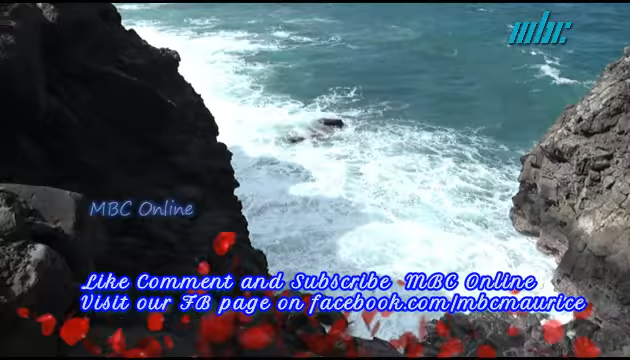 mbc
MBC Online
Like Comment and Subscribe MBC Online
Visit our FB page on facebook.com/mbcmaurice